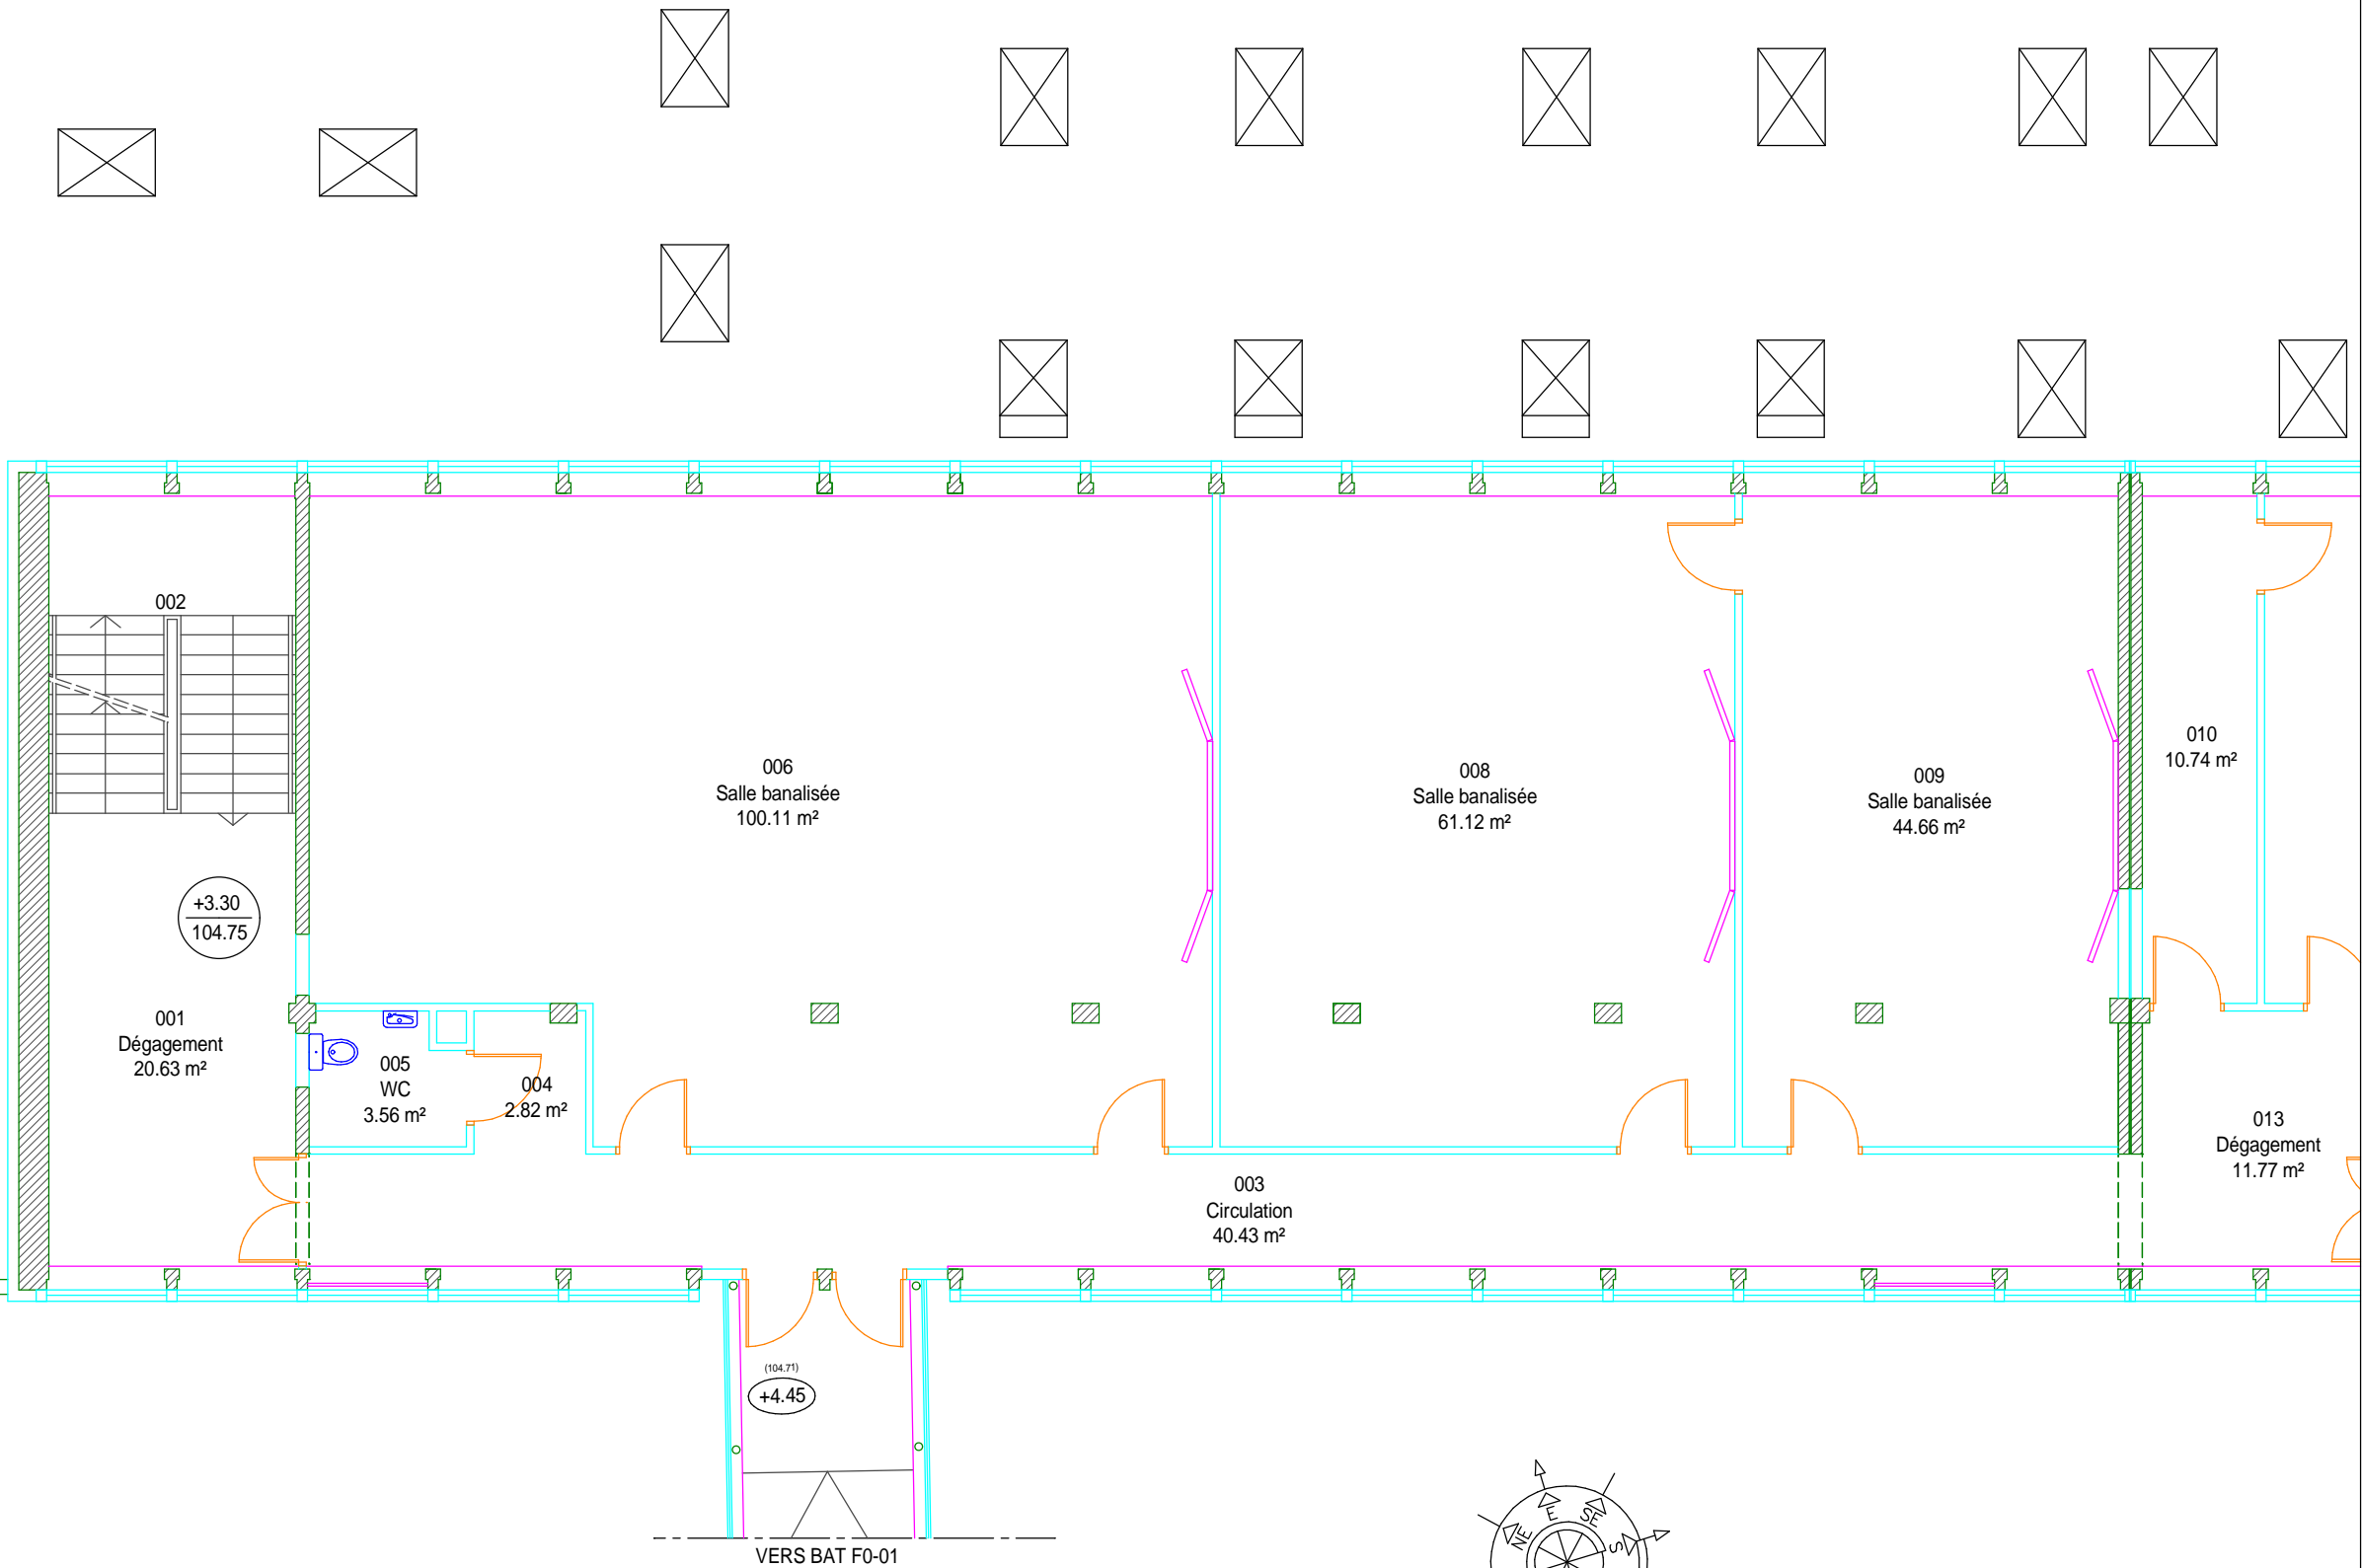 002
006
Salle banalisée
100.11 m²
008
Salle banalisée
61.12 m²
009
Salle banalisée
44.66 m²
010
10.74 m²
+3.30
104.75
001
Dégagement
20.63 m²
005
WC
3.56 m²
004
2.82 m²
013
Dégagement
11.77 m²
003
Circulation
40.43 m²
(104.71)
+4.45
VERS BAT F0-01
NE
E
SE
S